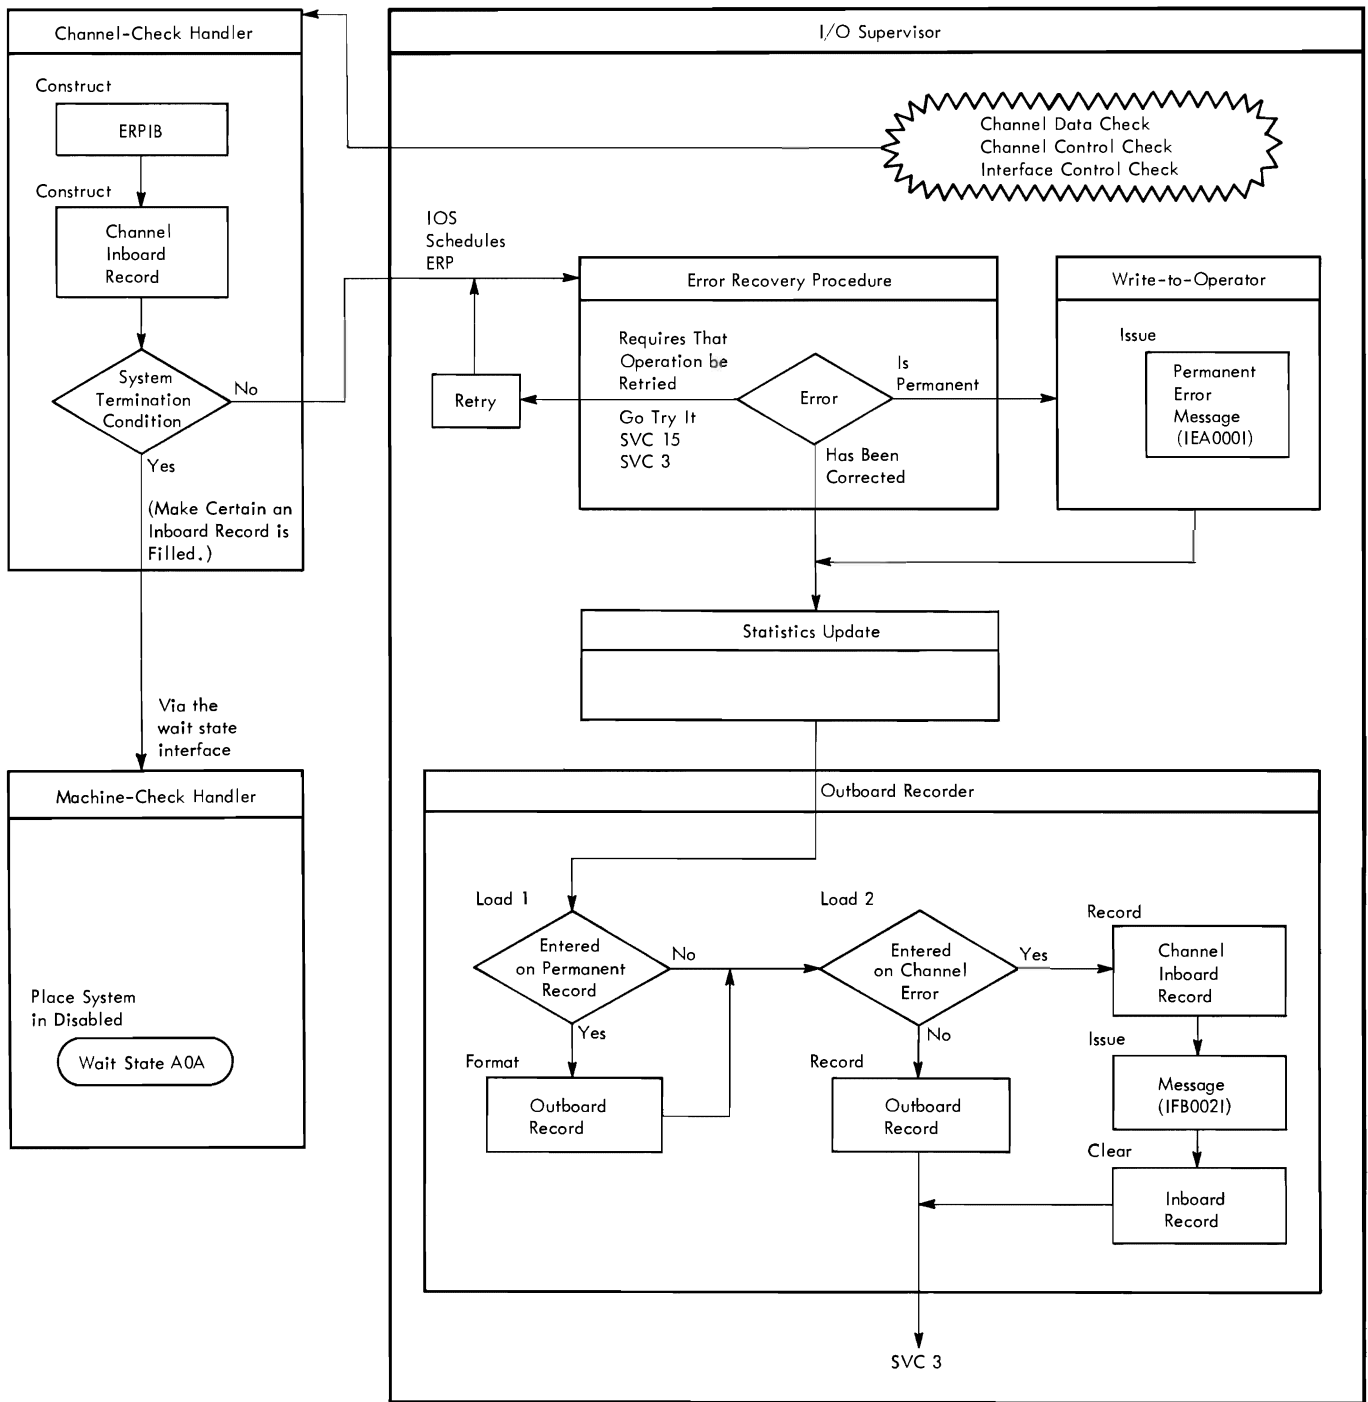 Channel-Check Handler
Construct
ERPIB
Construct
Channel
Inboard
Record
System
Termination
Condition
No
Yes
(Make Certain an
Inboard Record is
Filled.)
Via the
wait state
interface
Machine-Check Handler
Place System
in Disabled
Wait State A0A
I/O Supervisor
Channel Data Check
Channel Control Check
Interface Control Check
IOS
Schedules
ERP
Retry
Error Recovery Procedure
Requires That
Operation be
Retried
Go Try It
SVC 15
SVC 3
Error
Is
Permanent
Has Been
Corrected
Write-to-Operator
Issue
Permanent
Error
Message
(IEA000I)
Statistics Update
Outboard Recorder
Load 1
Entered
on Permanent
Record
No
Yes
Format
Outboard
Record
Load 2
Entered
on Channel
Error
Yes
No
Record
Outboard
Record
Record
Channel
Inboard
Record
Issue
Message
(IFB002I)
Clear
Inboard
Record
SVC 3